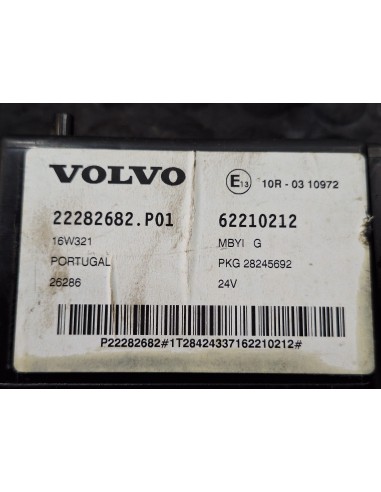 VOLVO E13 10R - 03 10972
22282682.P01 62210212
16W321 MBYI G
PORTUGAL PKG 28245692
26286 24V
P22282682#1T28424337162210212#